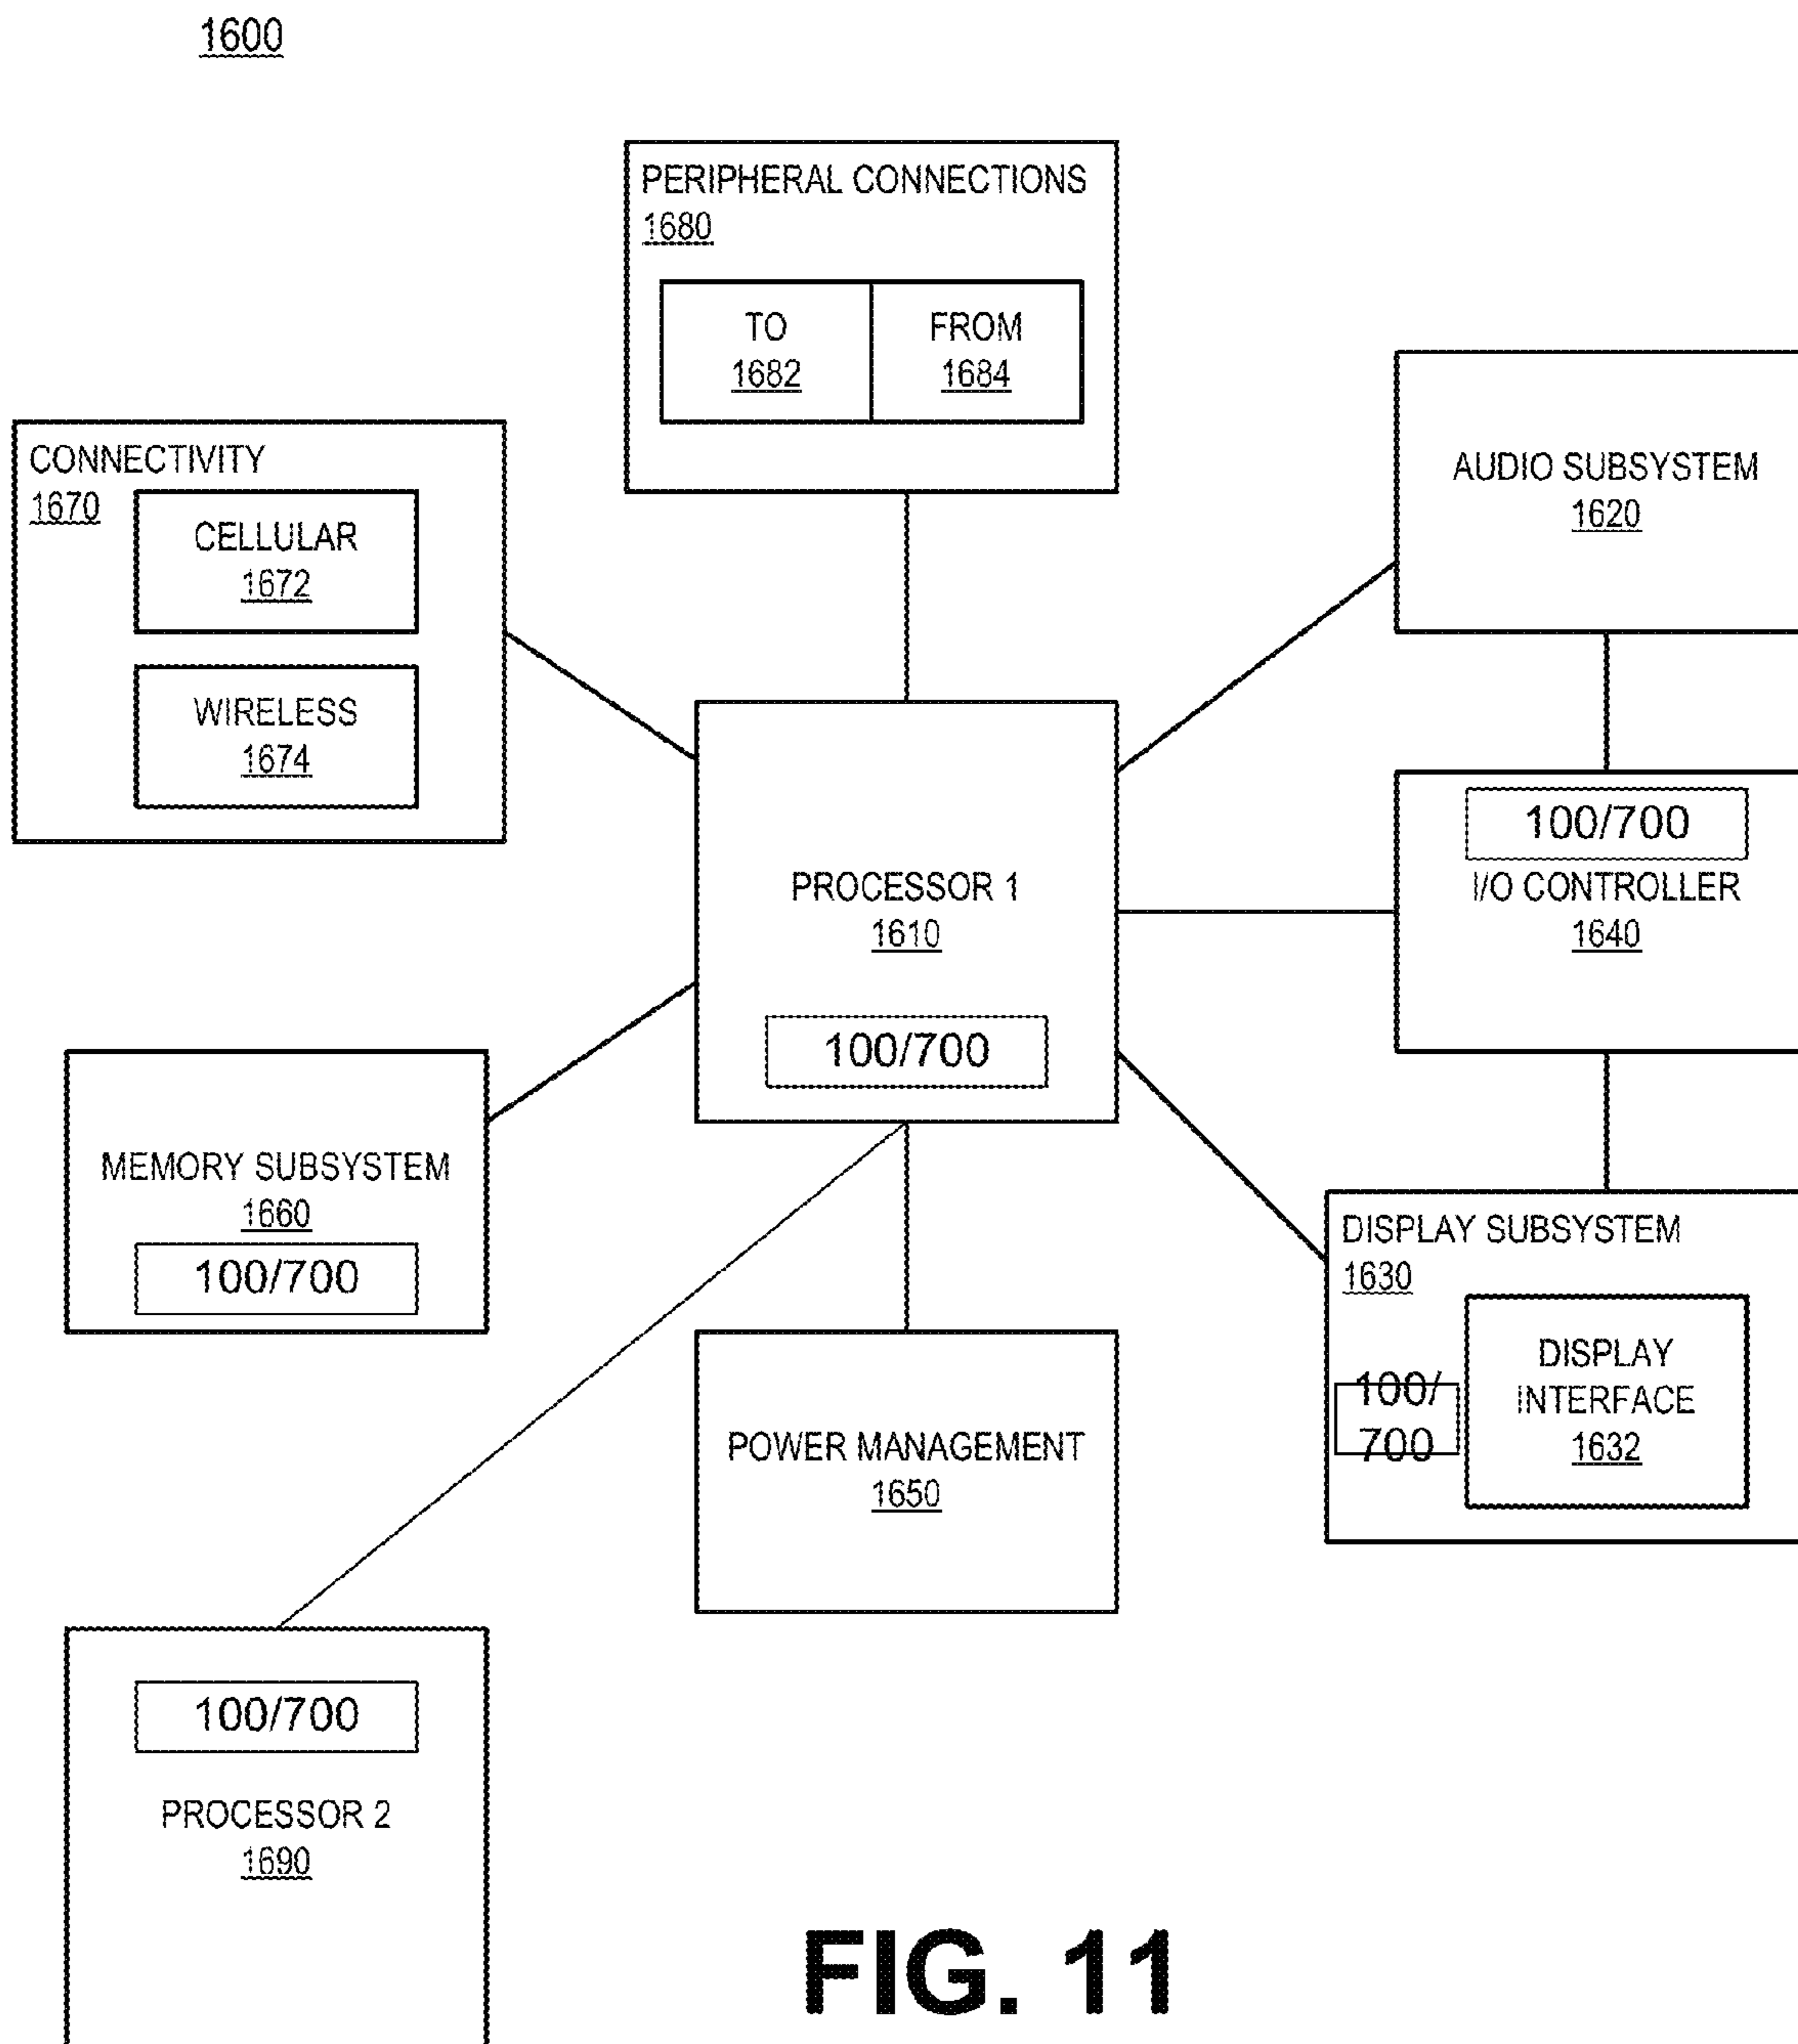 1600
PERIPHERAL CONNECTIONS
1680
TO
1682
FROM
1684
CONNECTIVITY
1670
CELLULAR
1672
WIRELESS
1674
AUDIO SUBSYSTEM
1620
PROCESSOR 1
1610
100/700
100/700
I/O CONTROLLER
1640
MEMORY SUBSYSTEM
1660
100/700
DISPLAY SUBSYSTEM
1630
100/
700
DISPLAY
INTERFACE
1632
POWER MANAGEMENT
1650
100/700
PROCESSOR 2
1690
FIG. 11